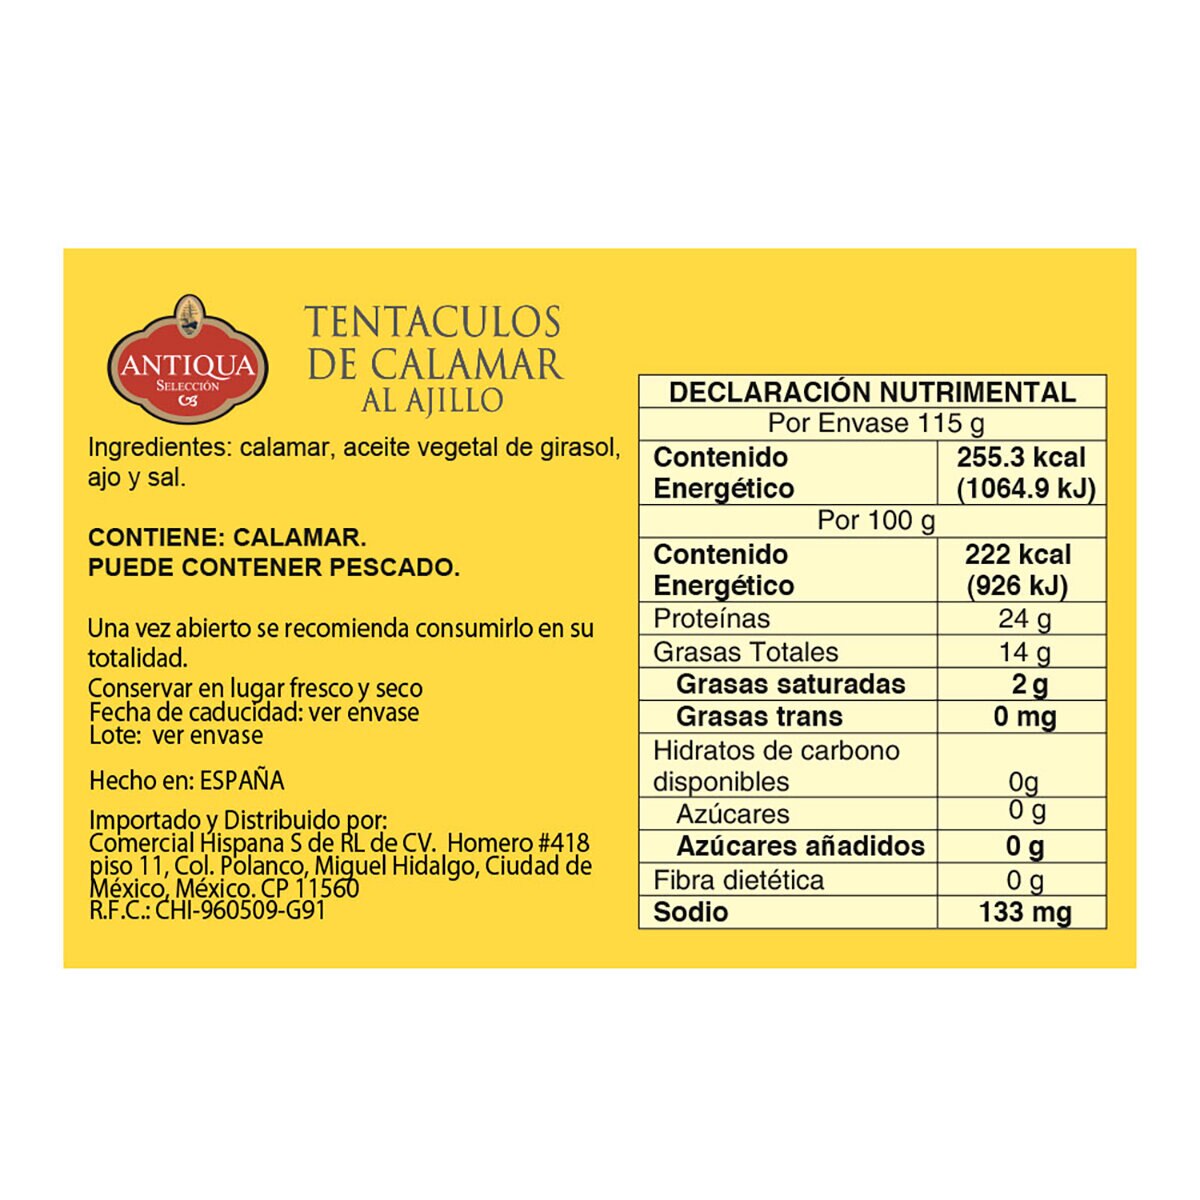 ANTIQUA
SELECCIÓN
TENTACULOS
DE CALAMAR
AL AJILLO
Ingredientes: calamar, aceite vegetal de girasol,
ajo y sal.
CONTIENE: CALAMAR.
PUEDE CONTENER PESCADO.
Una vez abierto se recomienda consumirlo en su
totalidad.
Conservar en lugar fresco y seco
Fecha de caducidad: ver envase
Lote: ver envase
Hecho en: ESPAÑA
Importado y Distribuido por:
Comercial Hispana S de RL de CV. Homero #418
piso 11, Col. Polanco, Miguel Hidalgo, Ciudad de
México, México. CP 11560
R.F.C.: CHI-960509-G91
DECLARACIÓN NUTRIMENTAL
Por Envase 115 g
Contenido 255.3 kcal
Energético (1064.9 kJ)
Por 100 g
Contenido 222 kcal
Energético (926 kJ)
Proteínas 24 g
Grasas Totales 14 g
Grasas saturadas 2 g
Grasas trans 0 mg
Hidratos de carbono
disponibles 0g
Azúcares 0 g
Azúcares añadidos 0 g
Fibra dietética 0 g
Sodio 133 mg